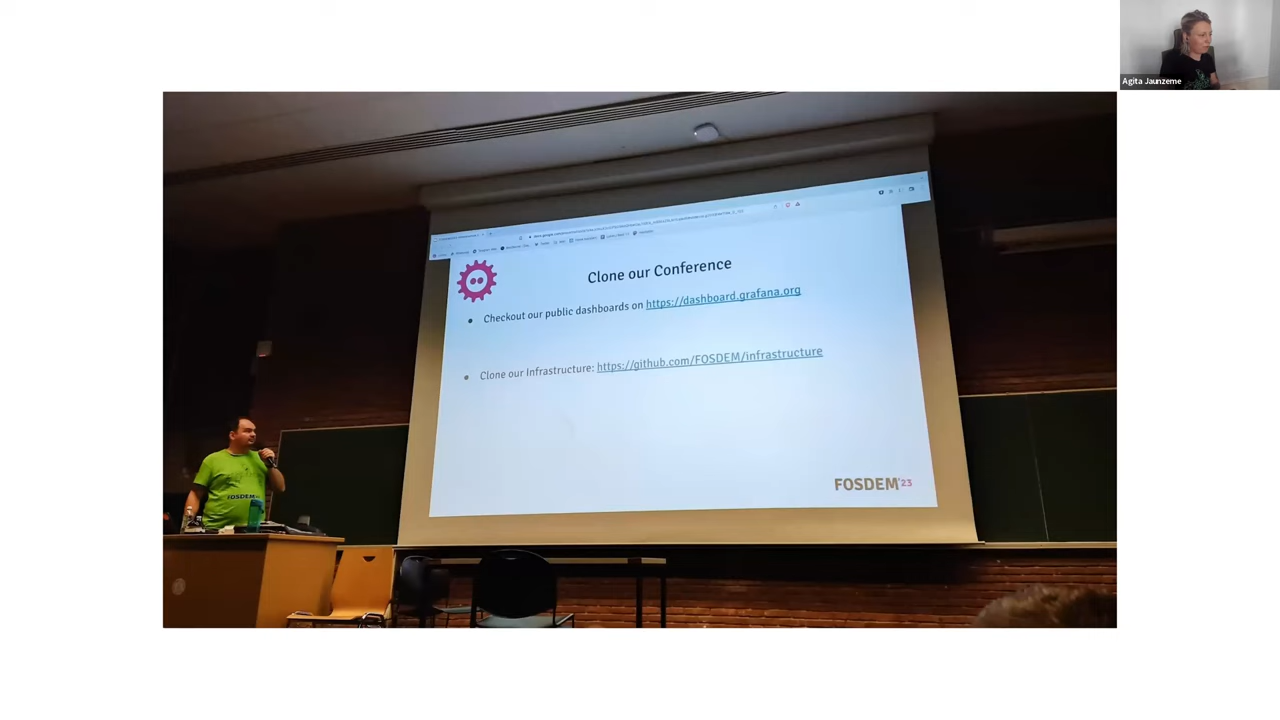 Agita Jaunzeme
Clone our Conference
• Checkout our public dashboards on https://dashboard.grafana.org
• Clone our Infrastructure: https://github.com/FOSDEM/infrastructure
FOSDEM'23
FOSDEM